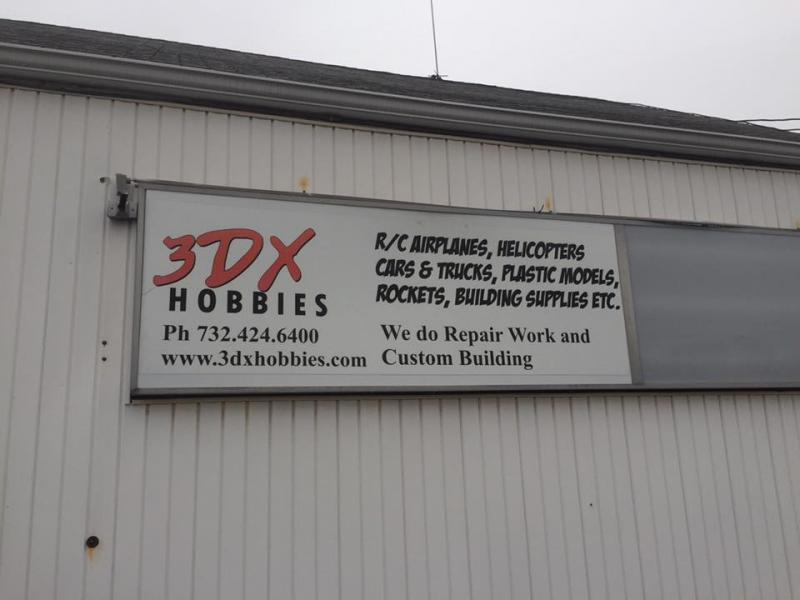 3DX
HOBBIES
Ph 732.424.6400
www.3dxhobbies.com
R/C AIRPLANES, HELICOPTERS
CARS & TRUCKS, PLASTIC MODELS,
ROCKETS, BUILDING SUPPLIES ETC.
We do Repair Work and
Custom Building